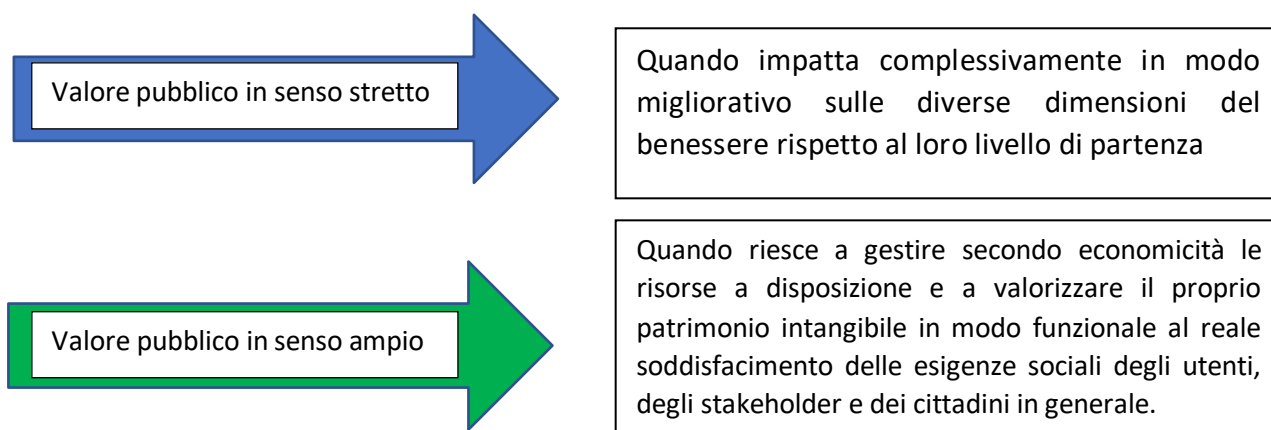 Valore pubblico in senso stretto
Quando impatta complessivamente in modo
migliorativo sulle diverse dimensioni del
benessere rispetto al loro livello di partenza
Valore pubblico in senso ampio
Quando riesce a gestire secondo economicità le
risorse a disposizione e a valorizzare il proprio
patrimonio intangibile in modo funzionale al reale
soddisfacimento delle esigenze sociali degli utenti,
degli stakeholder e dei cittadini in generale.